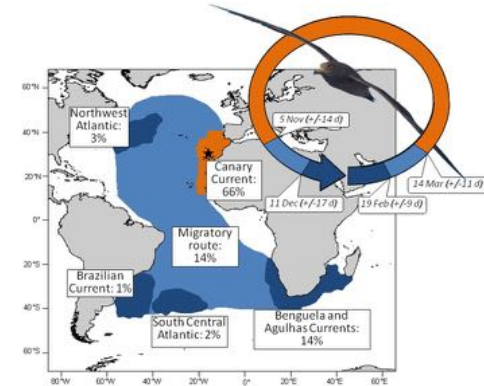 60°N
40°N
20°N
0°
20°S
40°S
60°S
80°W
60°W
40°W
20°W
0°
20°E
40°E
60°E
Northwest
Atlantic:
3%
Canary
Current:
66%
Migratory
route:
14%
Brazilian
Current: 1%
South Central
Atlantic: 2%
Benguela and
Agulhas Currents:
14%
5 Nov (+/-14 d)
11 Dec (+/-17 d)
19 Feb (+/-9 d)
14 Mar (+/-11 d)